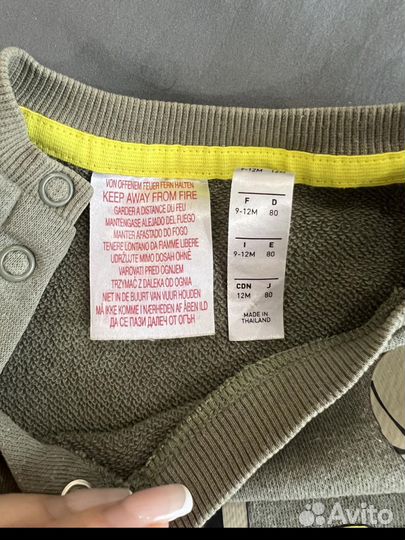 VON OFFENEM FEUER FERN HALTEN
KEEP AWAY FROM FIRE
GARDER A DISTANCE DU FEU
MANTENGASE ALEJADO DEL FUEGO
MANTER AFASTADO DO FOGO
TENERE LONTANO DA FIAMME LIBERE
UDRŽUJTE MIMO DOSAH OHNĚ
VAROVATI PRED OGNJEM
TRZYMAĆ Z DALEKA OD OGNIA
NIET IN DE BUURT VAN VUUR HOUDEN
MÅ IKKE KOMME I NÆRHEDEN AF ÅBEN ILD
ДА СЕ ПАЗИ ДАЛЕЧ ОТ ОГЪН
F D
9-12M 80
I E
9-12M 80
CDN J
12M 80
MADE IN
THAILAND
Avito